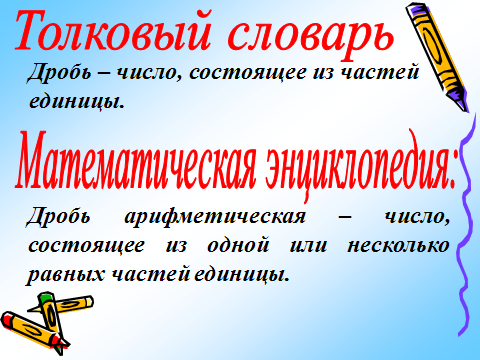 Толковый словарь
Дробь – число, состоящее из частей
единицы.
Математическая энциклопедия:
Дробь арифметическая – число,
состоящее из одной или несколько
равных частей единицы.